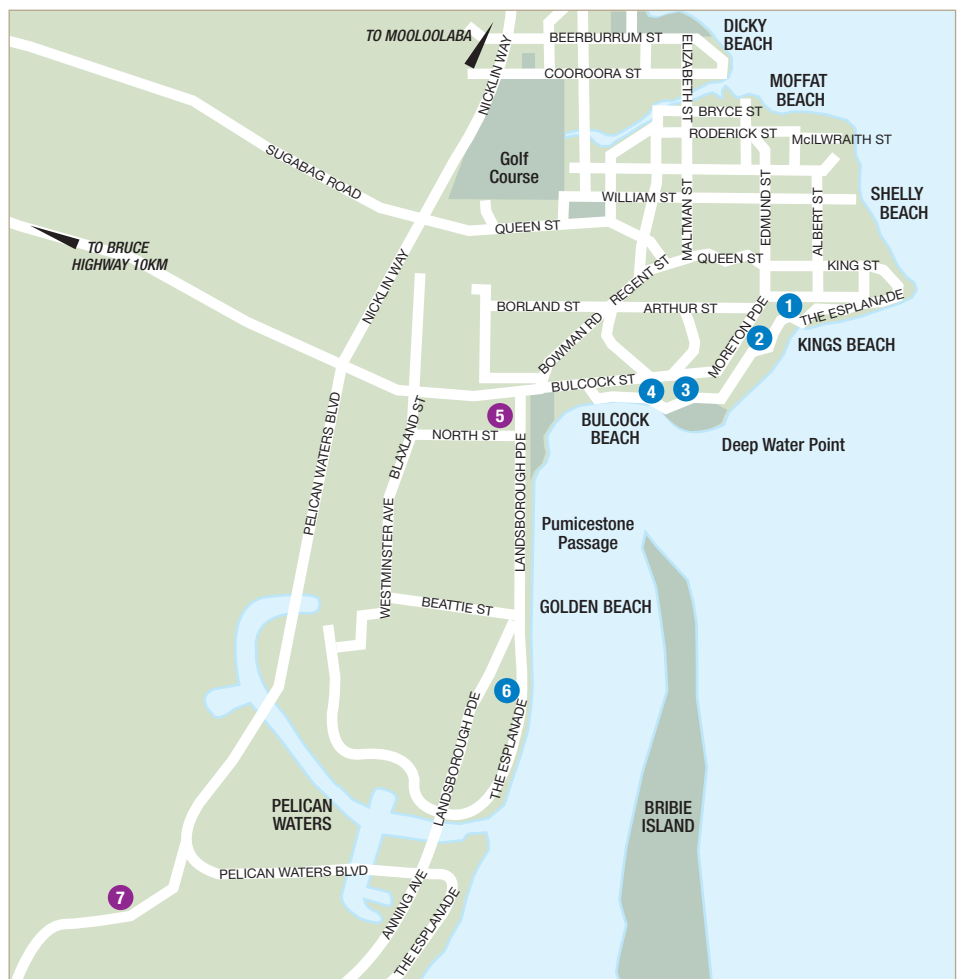 DICKY
BEACH
TO MOOLOOLABA
BEERBURRUM ST
NICKLIN WAY
ELIZABETH ST
COOROORA ST
MOFFAT
BEACH
BRYCE ST
RODERICK ST
McILWRAITH ST
SUGABAG ROAD
Golf
Course
WILLIAM ST
MALTMAN ST
EDMUND ST
ALBERT ST
SHELLY
BEACH
QUEEN ST
TO BRUCE
HIGHWAY 10KM
NICKLIN WAY
REGENT ST
QUEEN ST
KING ST
BORLAND ST
ARTHUR ST
1
THE ESPLANADE
BOWMAN RD
MORETON PDE
2
KINGS BEACH
BULCOCK ST
4
3
PELICAN WATERS BLVD
BLAXLAND ST
5
BULCOCK
BEACH
NORTH ST
Deep Water Point
LANDSBOROUGH PDE
Pumicestone
Passage
WESTMINSTER AVE
BEATTIE ST
GOLDEN BEACH
6
LANDSBOROUGH PDE
THE ESPLANADE
PELICAN
WATERS
BRIBIE
ISLAND
PELICAN WATERS BLVD
7
ANNING AVE
THE ESPLANADE